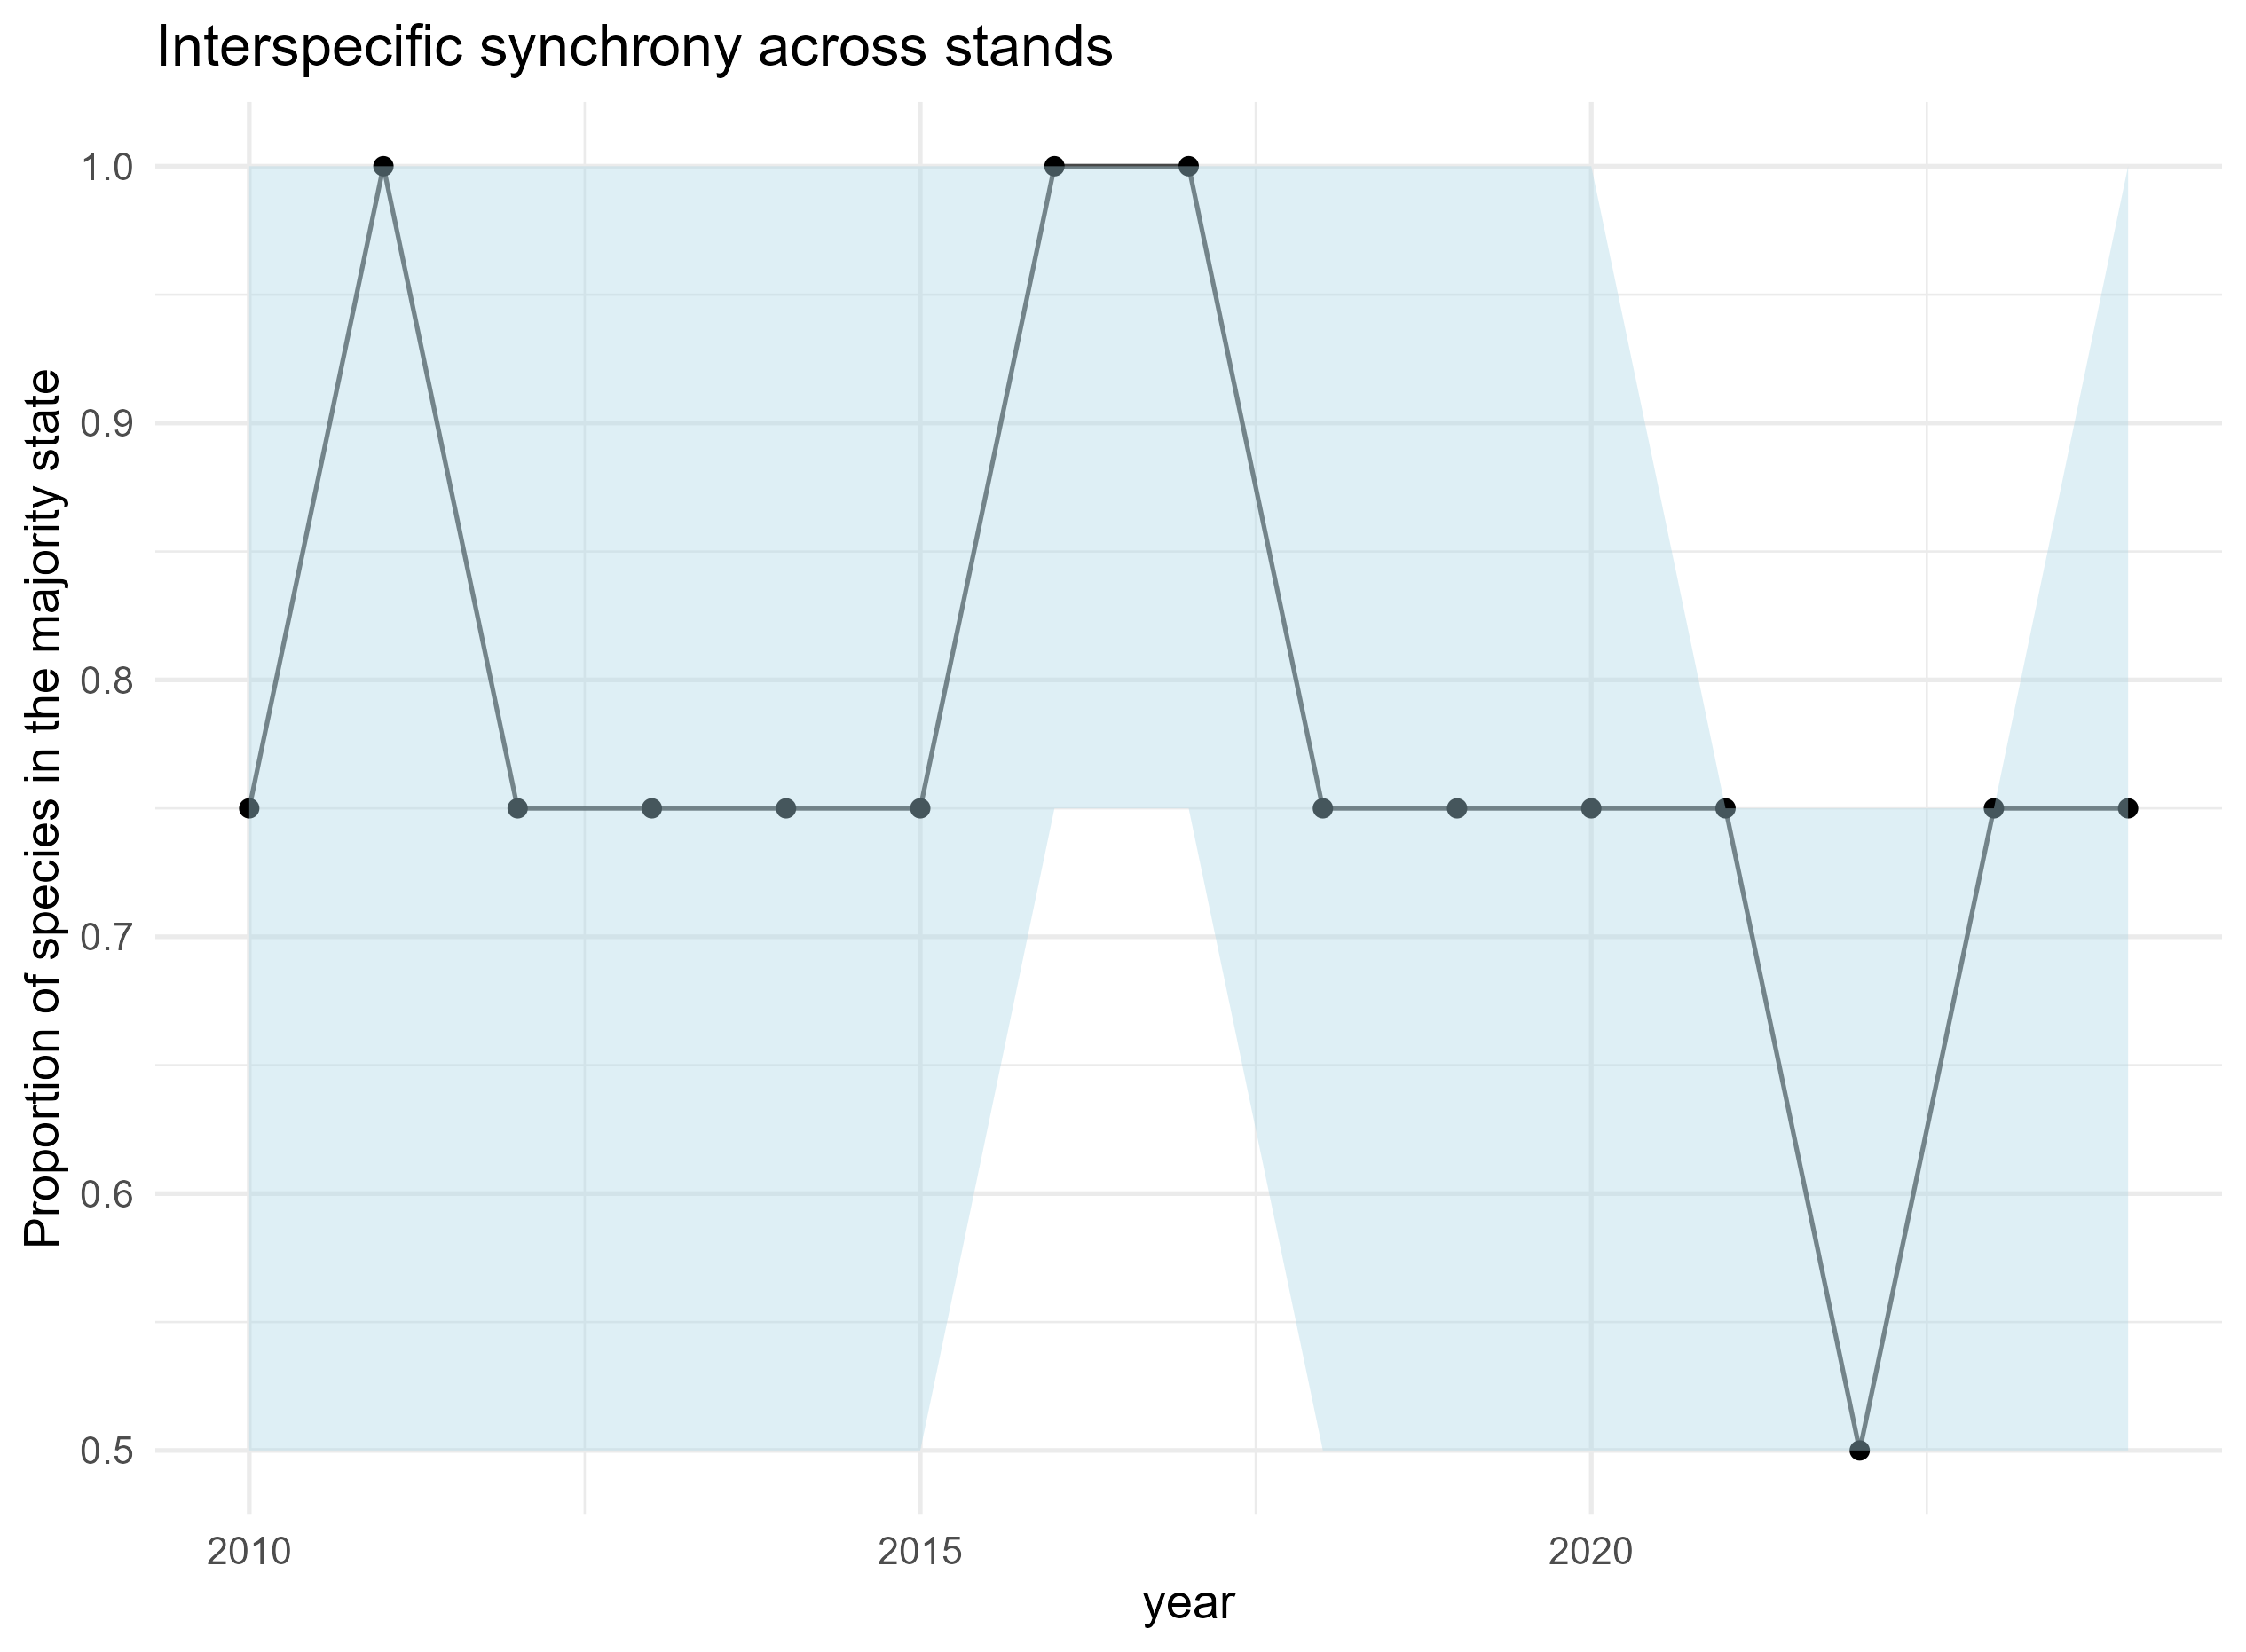 Interspecific synchrony across stands
Proportion of species in the majority state
1.0
0.9
0.8
0.7
0.6
0.5
2010 2015 2020
year